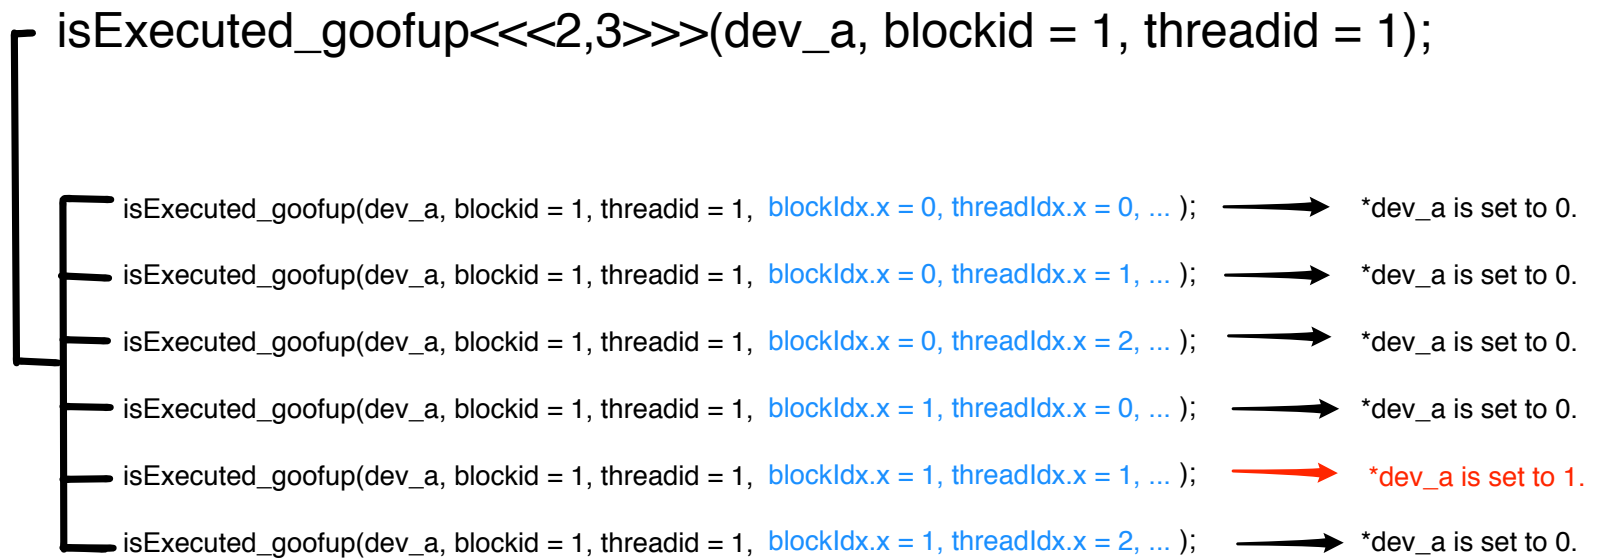 isExecuted_goofup<<<2,3>>>(dev_a, blockid = 1, threadid = 1);
isExecuted_goofup(dev_a, blockid = 1, threadid = 1, blockIdx.x = 0, threadIdx.x = 0, ... ); *dev_a is set to 0.
isExecuted_goofup(dev_a, blockid = 1, threadid = 1, blockIdx.x = 0, threadIdx.x = 1, ... ); *dev_a is set to 0.
isExecuted_goofup(dev_a, blockid = 1, threadid = 1, blockIdx.x = 0, threadIdx.x = 2, ... ); *dev_a is set to 0.
isExecuted_goofup(dev_a, blockid = 1, threadid = 1, blockIdx.x = 1, threadIdx.x = 0, ... ); *dev_a is set to 0.
isExecuted_goofup(dev_a, blockid = 1, threadid = 1, blockIdx.x = 1, threadIdx.x = 1, ... ); *dev_a is set to 1.
isExecuted_goofup(dev_a, blockid = 1, threadid = 1, blockIdx.x = 1, threadIdx.x = 2, ... ); *dev_a is set to 0.